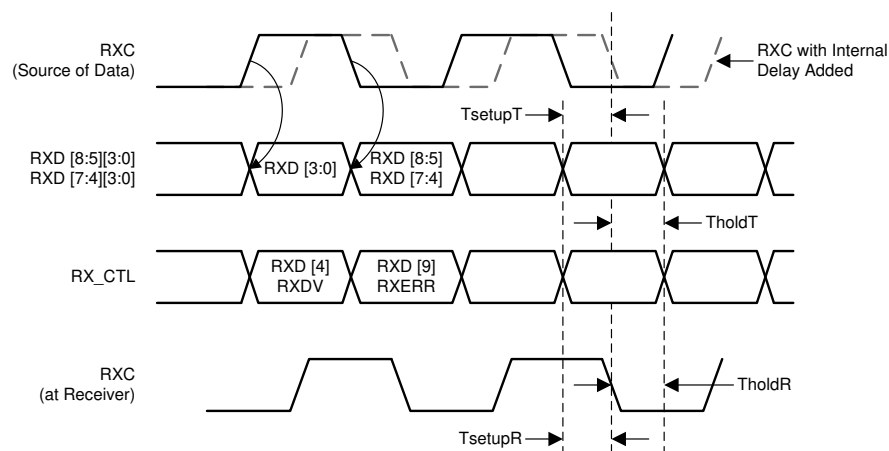 RXC
(Source of Data)
RXC with Internal
Delay Added
TsetupT
RXD [8:5][3:0]
RXD [7:4][3:0]
RXD [3:0]
RXD [8:5]
RXD [7:4]
TholdT
RX_CTL
RXD [4]
RXDV
RXD [9]
RXERR
RXC
(at Receiver)
TholdR
TsetupR